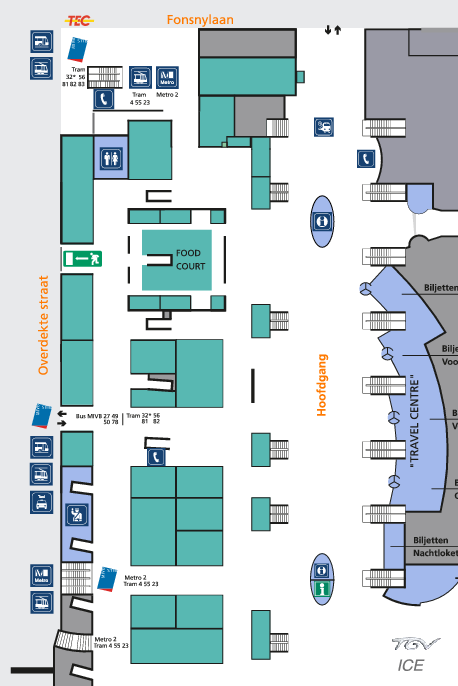 TEC
Fonsnylaan
Tram
32* 56
81 82 83
Tram
4 55 23
Metro
Metro 2
FOOD
COURT
Overdekte straat
Hoofdgang
Biljetten
Bilje
Voo
"TRAVEL CENTRE"
B
V
B
Biljetten
Nachtloket
Bus MIVB 27 49
50 78
Tram 32* 56
81 82
Metro
Metro 2
Tram 4 55 23
Metro 2
Tram 4 55 23
TGV
ICE